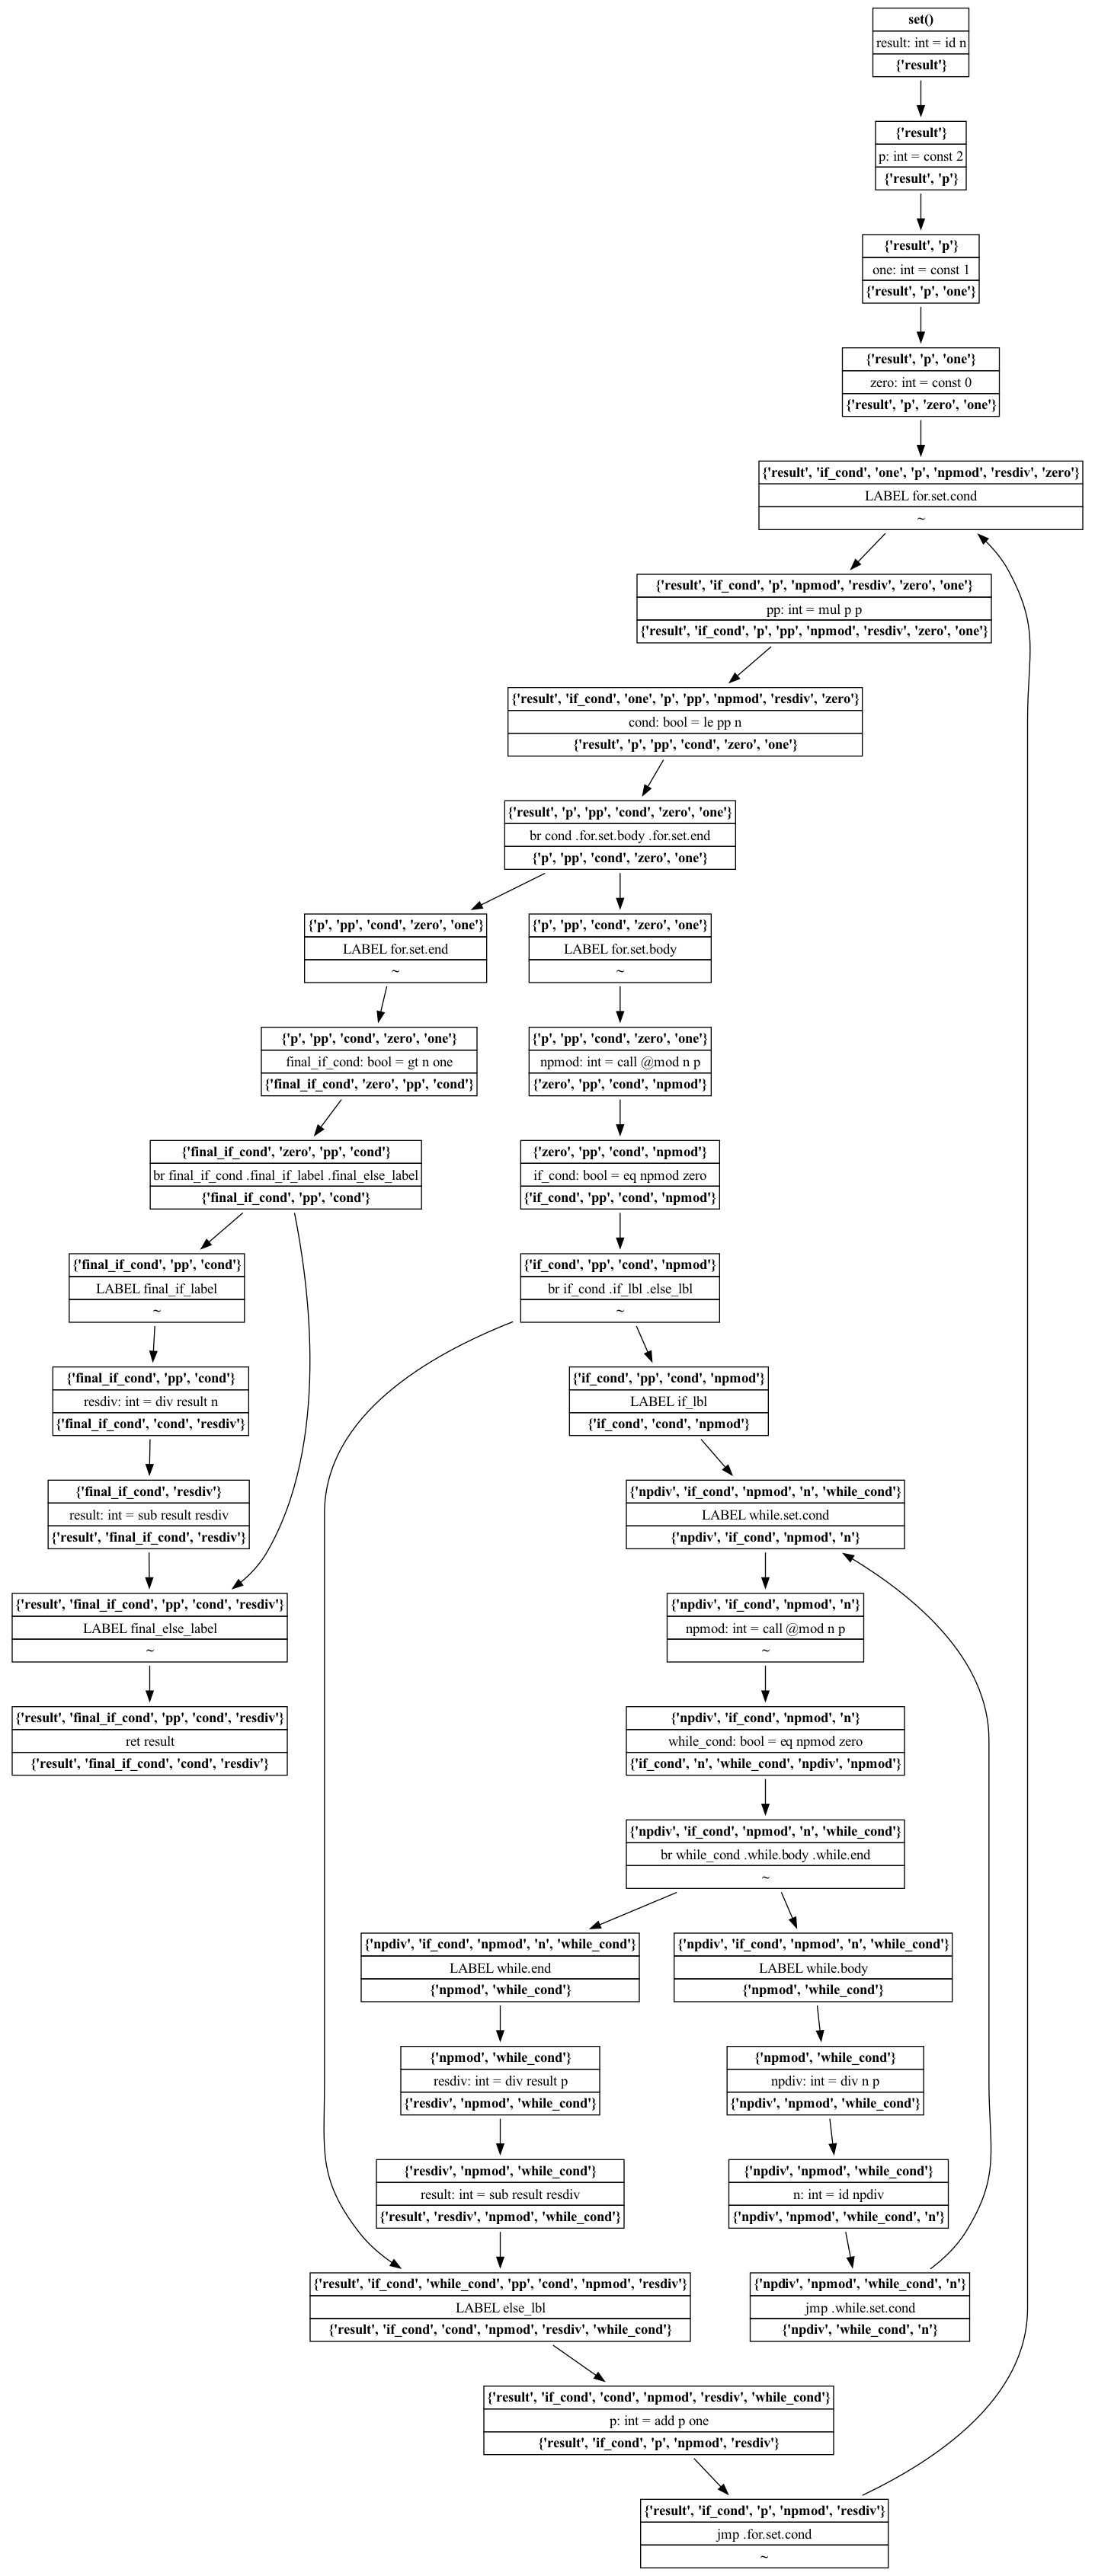 set()
result: int = id n
{'result'}
{'result'}
p: int = const 2
{'result', 'p'}
{'result', 'p'}
one: int = const 1
{'result', 'p', 'one'}
{'result', 'p', 'one'}
zero: int = const 0
{'result', 'p', 'zero', 'one'}
{'result', 'if_cond', 'one', 'p', 'npmod', 'resdiv', 'zero'}
LABEL for.set.cond
~
{'result', 'if_cond', 'p', 'npmod', 'resdiv', 'zero', 'one'}
pp: int = mul p p
{'result', 'if_cond', 'p', 'pp', 'npmod', 'resdiv', 'zero', 'one'}
{'result', 'if_cond', 'one', 'p', 'pp', 'npmod', 'resdiv', 'zero'}
cond: bool = le pp n
{'result', 'p', 'pp', 'cond', 'zero', 'one'}
{'result', 'p', 'pp', 'cond', 'zero', 'one'}
br cond .for.set.body .for.set.end
{'p', 'pp', 'cond', 'zero', 'one'}
{'p', 'pp', 'cond', 'zero', 'one'}
LABEL for.set.end
~
{'p', 'pp', 'cond', 'zero', 'one'}
LABEL for.set.body
~
{'p', 'pp', 'cond', 'zero', 'one'}
final_if_cond: bool = gt n one
{'final_if_cond', 'zero', 'pp', 'cond'}
{'p', 'pp', 'cond', 'zero', 'one'}
npmod: int = call @mod n p
{'zero', 'pp', 'cond', 'npmod'}
{'final_if_cond', 'zero', 'pp', 'cond'}
br final_if_cond .final_if_label .final_else_label
{'final_if_cond', 'pp', 'cond'}
{'zero', 'pp', 'cond', 'npmod'}
if_cond: bool = eq npmod zero
{'if_cond', 'pp', 'cond', 'npmod'}
{'final_if_cond', 'pp', 'cond'}
LABEL final_if_label
~
{'if_cond', 'pp', 'cond', 'npmod'}
br if_cond .if_lbl .else_lbl
~
{'final_if_cond', 'pp', 'cond'}
resdiv: int = div result n
{'final_if_cond', 'cond', 'resdiv'}
{'if_cond', 'pp', 'cond', 'npmod'}
LABEL if_lbl
{'if_cond', 'cond', 'npmod'}
{'final_if_cond', 'resdiv'}
result: int = sub result resdiv
{'result', 'final_if_cond', 'resdiv'}
{'npdiv', 'if_cond', 'npmod', 'n', 'while_cond'}
LABEL while.set.cond
{'npdiv', 'if_cond', 'npmod', 'n'}
{'result', 'final_if_cond', 'pp', 'cond', 'resdiv'}
LABEL final_else_label
~
{'npdiv', 'if_cond', 'npmod', 'n'}
npmod: int = call @mod n p
~
{'result', 'final_if_cond', 'pp', 'cond', 'resdiv'}
ret result
{'result', 'final_if_cond', 'cond', 'resdiv'}
{'npdiv', 'if_cond', 'npmod', 'n'}
while_cond: bool = eq npmod zero
{'if_cond', 'n', 'while_cond', 'npdiv', 'npmod'}
{'npdiv', 'if_cond', 'npmod', 'n', 'while_cond'}
br while_cond .while.body .while.end
~
{'npdiv', 'if_cond', 'npmod', 'n', 'while_cond'}
LABEL while.end
{'npmod', 'while_cond'}
{'npdiv', 'if_cond', 'npmod', 'n', 'while_cond'}
LABEL while.body
{'npmod', 'while_cond'}
{'npmod', 'while_cond'}
resdiv: int = div result p
{'resdiv', 'npmod', 'while_cond'}
{'npmod', 'while_cond'}
npdiv: int = div n p
{'npdiv', 'npmod', 'while_cond'}
{'resdiv', 'npmod', 'while_cond'}
result: int = sub result resdiv
{'result', 'resdiv', 'npmod', 'while_cond'}
{'npdiv', 'npmod', 'while_cond'}
n: int = id npdiv
{'npdiv', 'npmod', 'while_cond', 'n'}
{'result', 'if_cond', 'while_cond', 'pp', 'cond', 'npmod', 'resdiv'}
LABEL else_lbl
{'result', 'if_cond', 'cond', 'npmod', 'resdiv', 'while_cond'}
{'npdiv', 'npmod', 'while_cond', 'n'}
jmp .while.set.cond
{'npdiv', 'while_cond', 'n'}
{'result', 'if_cond', 'cond', 'npmod', 'resdiv', 'while_cond'}
p: int = add p one
{'result', 'if_cond', 'p', 'npmod', 'resdiv'}
{'result', 'if_cond', 'p', 'npmod', 'resdiv'}
jmp .for.set.cond
~